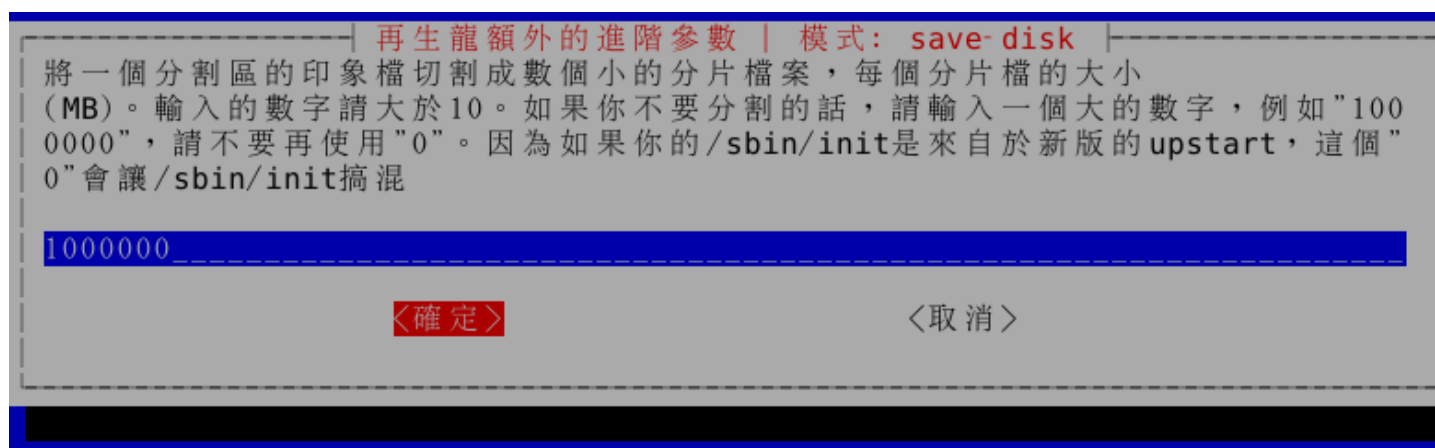 再生龍額外的進階參數 | 模式: save-disk
將一個分割區的印象檔切割成數個小的分片檔案，每個分片檔的大小
(MB)。輸入的數字請大於10。如果你不要分割的話，請輸入一個大的數字，例如"100
0000"，請不要再使用"0"。因為如果你的/sbin/init是來自於新版的upstart，這個"
0"會讓/sbin/init搞混
1000000____________________________________________________________
<確定> <取消>